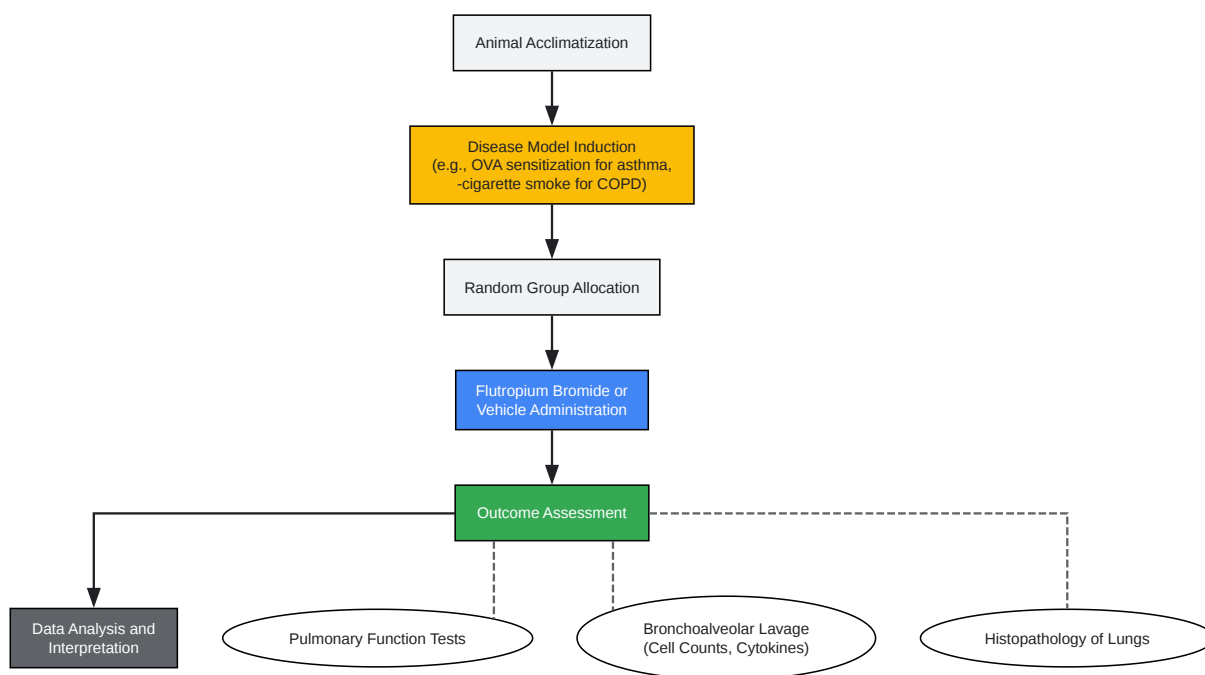 Animal Acclimatization
Disease Model Induction
(e.g., OVA sensitization for asthma,
-cigarette smoke for COPD)
Random Group Allocation
Flutropium Bromide or
Vehicle Administration
Outcome Assessment
Data Analysis and
Interpretation
Pulmonary Function Tests
Bronchoalveolar Lavage
(Cell Counts, Cytokines)
Histopathology of Lungs